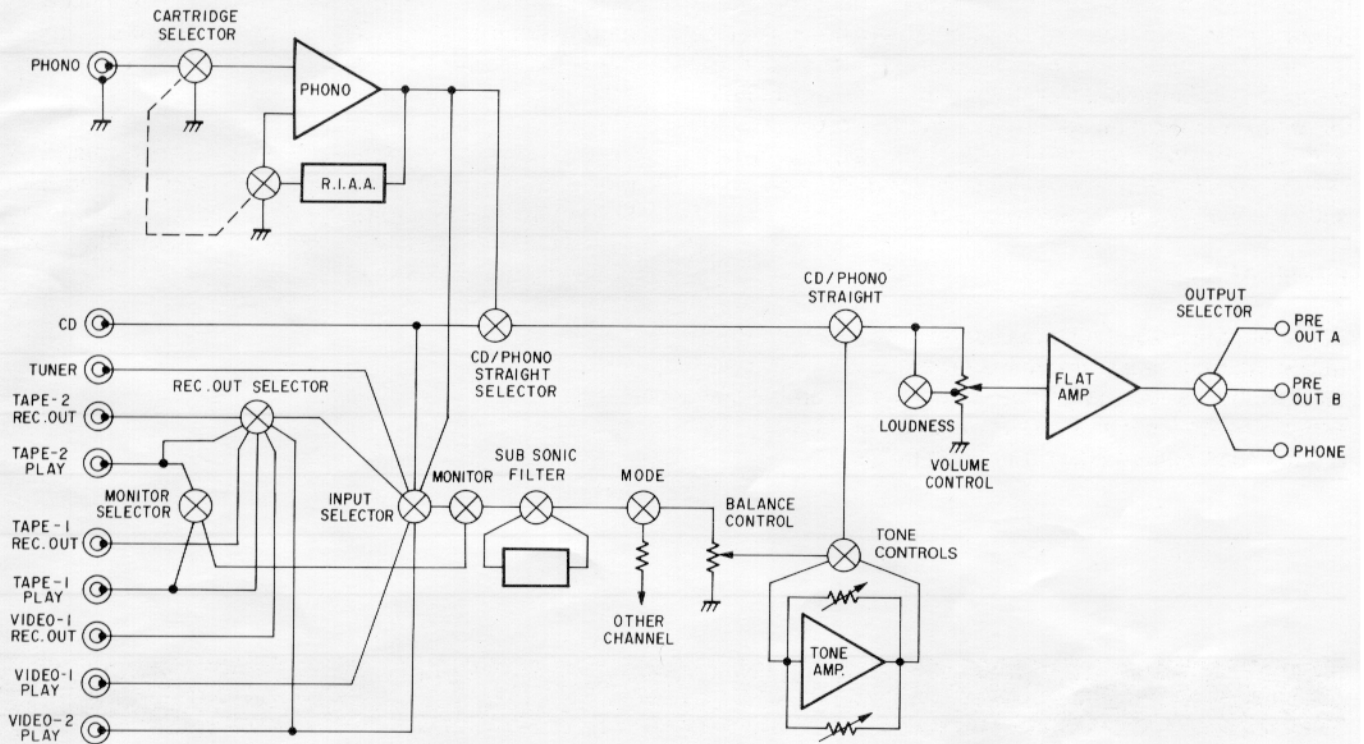 CARTRIDGE
SELECTOR
PHONO
PHONO
R.I.A.A.
CD
CD/PHONO
STRAIGHT
SELECTOR
CD/PHONO
STRAIGHT
OUTPUT
SELECTOR
PRE
OUT A
PRE
OUT B
PHONE
FLAT
AMP
LOUDNESS
VOLUME
CONTROL
TUNER
REC.OUT SELECTOR
TAPE-2
REC.OUT
TAPE-2
PLAY
MONITOR
SELECTOR
INPUT
SELECTOR
MONITOR
SUB SONIC
FILTER
MODE
BALANCE
CONTROL
TONE
CONTROLS
TAPE-1
REC.OUT
TAPE-1
PLAY
OTHER
CHANNEL
VIDEO-1
REC.OUT
TONE
AMP.
VIDEO-1
PLAY
VIDEO-2
PLAY